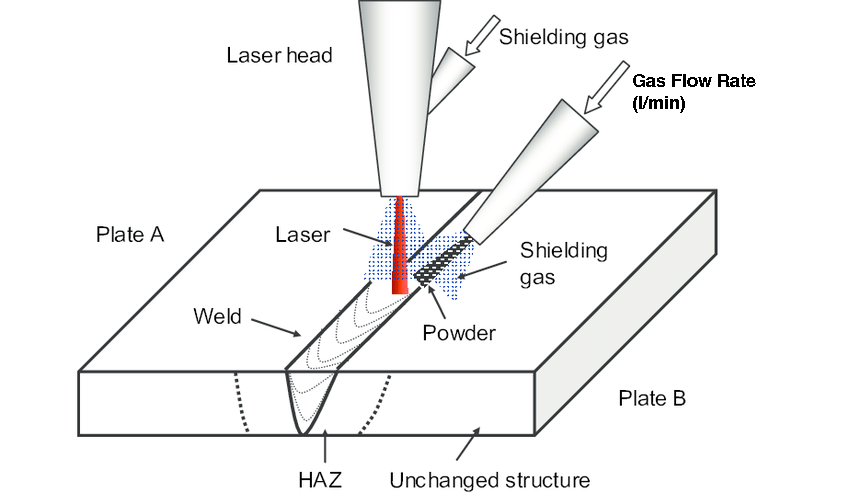 Shielding gas
Laser head
Gas Flow Rate
(l/min)
Plate A
Laser
Shielding
gas
Weld
Powder
Plate B
HAZ
Unchanged structure